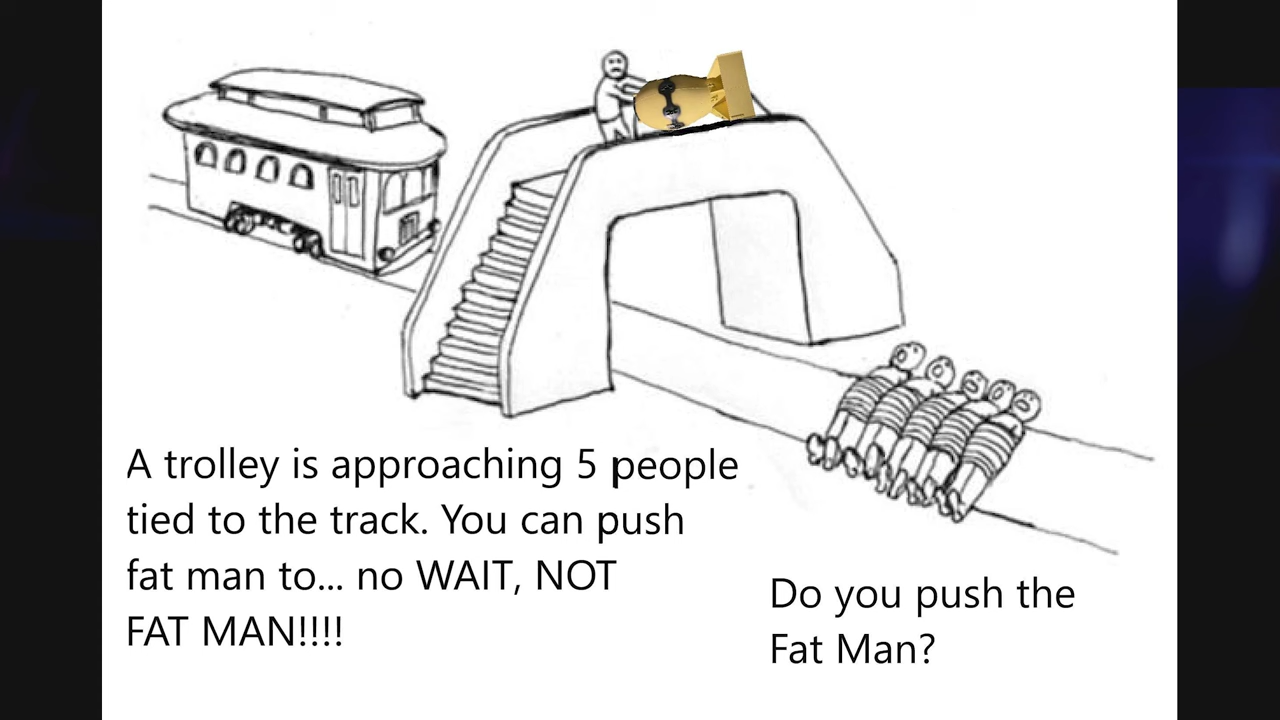 A trolley is approaching 5 people
tied to the track. You can push
fat man to... no WAIT, NOT
FAT MAN!!!!
Do you push the
Fat Man?